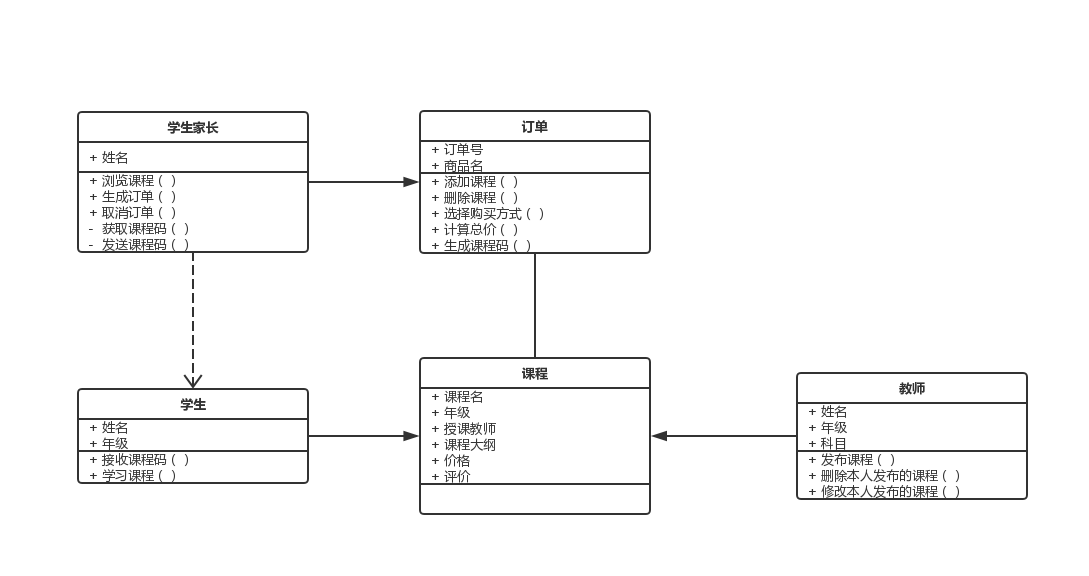 学生家长
+ 姓名
+ 浏览课程（ ）
+ 生成订单（ ）
+ 取消订单（ ）
- 获取课程码（ ）
- 发送课程码（ ）
订单
+ 订单号
+ 商品名
+ 添加课程（ ）
+ 删除课程（ ）
+ 选择购买方式（ ）
+ 计算总价（ ）
+ 生成课程码（ ）
学生
+ 姓名
+ 年级
+ 接收课程码（ ）
+ 学习课程（ ）
课程
+ 课程名
+ 年级
+ 授课教师
+ 课程大纲
+ 价格
+ 评价
教师
+ 姓名
+ 年级
+ 科目
+ 发布课程（ ）
+ 删除本人发布的课程（ ）
+ 修改本人发布的课程（ ）